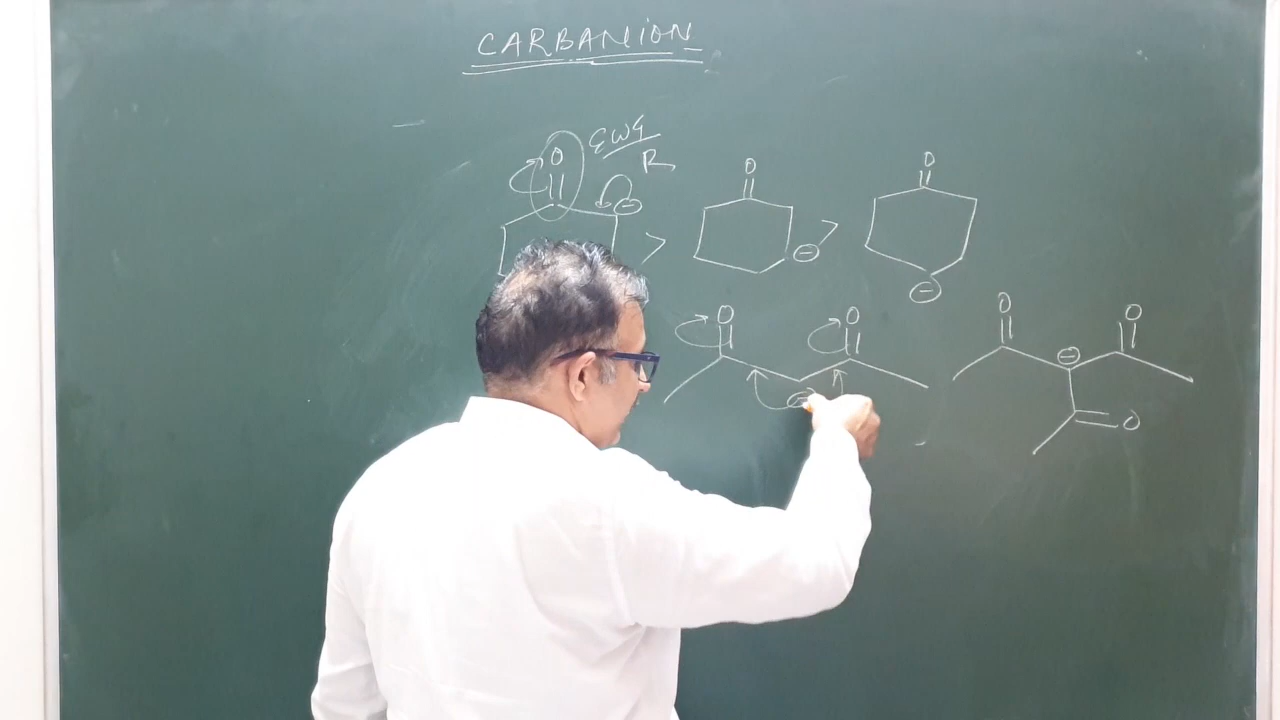 CARBANION
EWG
R
O O O
⊖ > ⊖ > ⊖
O O O O
⊖ ⊖
O